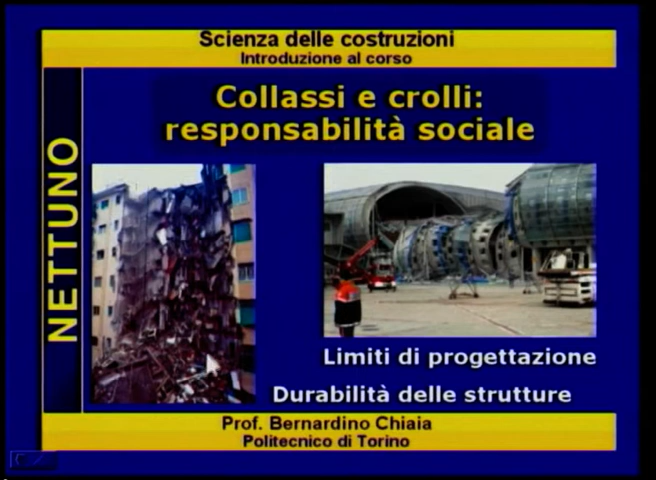 Scienza delle costruzioni
Introduzione al corso
Collassi e crolli:
responsabilità sociale
NETTUNO
Limiti di progettazione
Durabilità delle strutture
Prof. Bernardino Chiaia
Politecnico di Torino